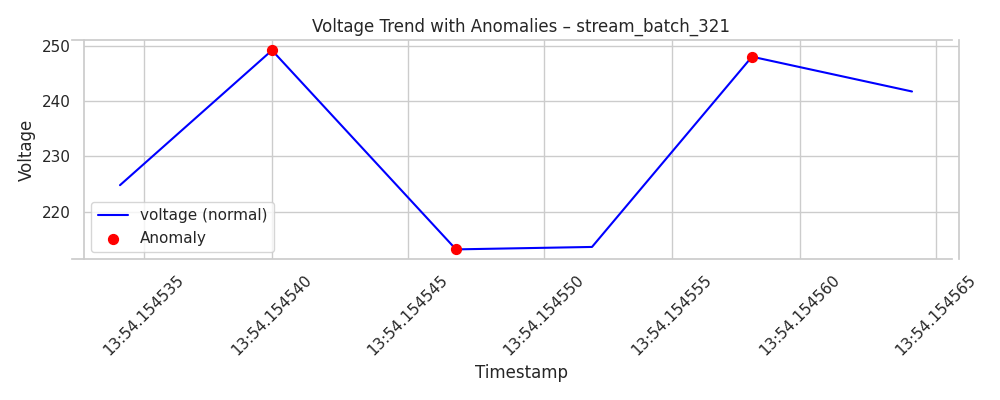 Voltage Trend with Anomalies – stream_batch_321
Voltage
250
240
230
220
voltage (normal)
Anomaly
13:54.154535
13:54.154540
13:54.154545
13:54.154550
13:54.154555
13:54.154560
13:54.154565
Timestamp